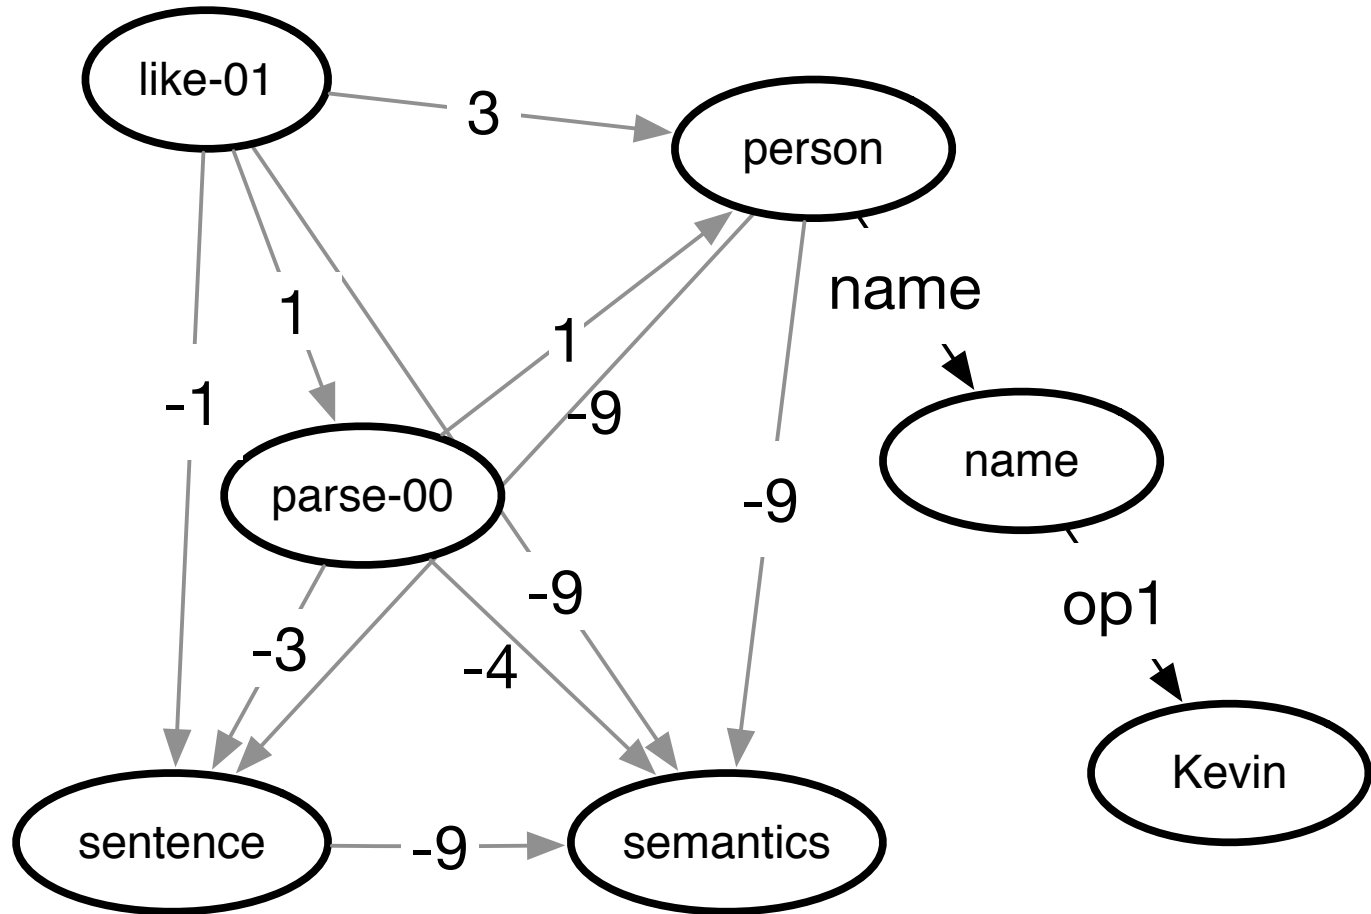 like-01
3
person
name
1
1
-1
-9
name
parse-00
-9
-9
op1
-3
-4
Kevin
sentence
-9
semantics